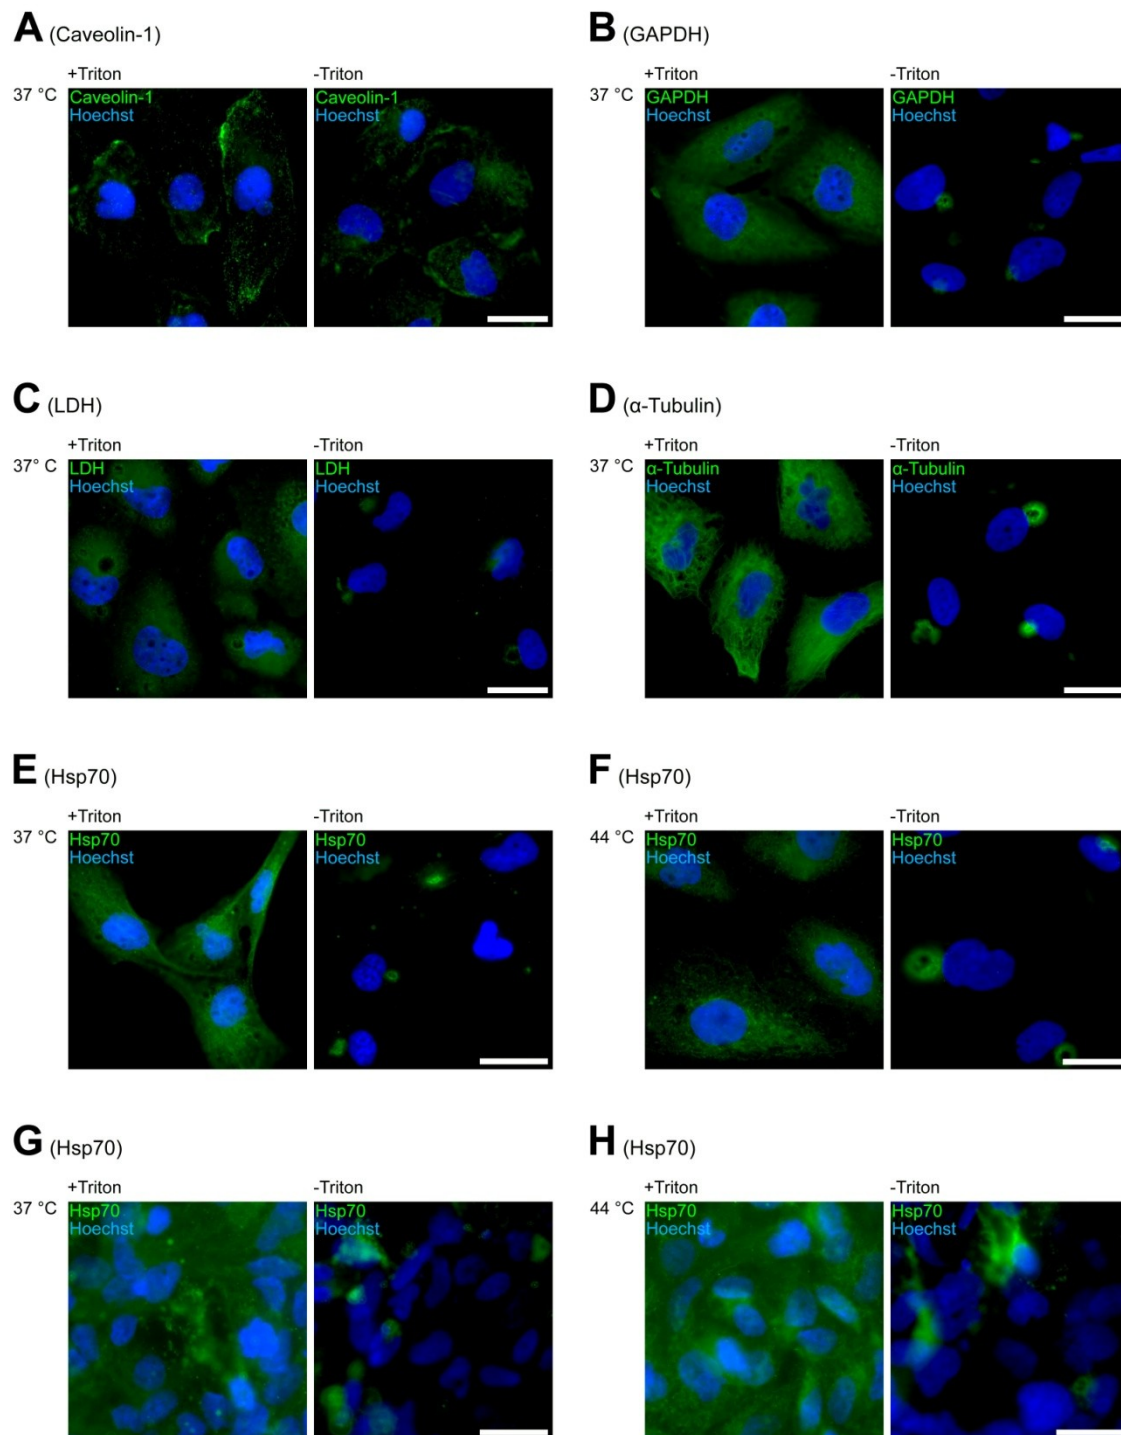 A (Caveolin-1)
+Triton -Triton
37 °C Caveolin-1 Caveolin-1
Hoechst Hoechst
B (GAPDH)
+Triton -Triton
37 °C GAPDH GAPDH
Hoechst Hoechst
C (LDH)
+Triton -Triton
37° C LDH LDH
Hoechst Hoechst
D (α-Tubulin)
+Triton -Triton
37 °C α-Tubulin α-Tubulin
Hoechst Hoechst
E (Hsp70)
+Triton -Triton
37 °C Hsp70 Hsp70
Hoechst Hoechst
F (Hsp70)
+Triton -Triton
44 °C Hsp70 Hsp70
Hoechst Hoechst
G (Hsp70)
+Triton -Triton
37 °C Hsp70 Hsp70
Hoechst Hoechst
H (Hsp70)
+Triton -Triton
44 °C Hsp70 Hsp70
Hoechst Hoechst